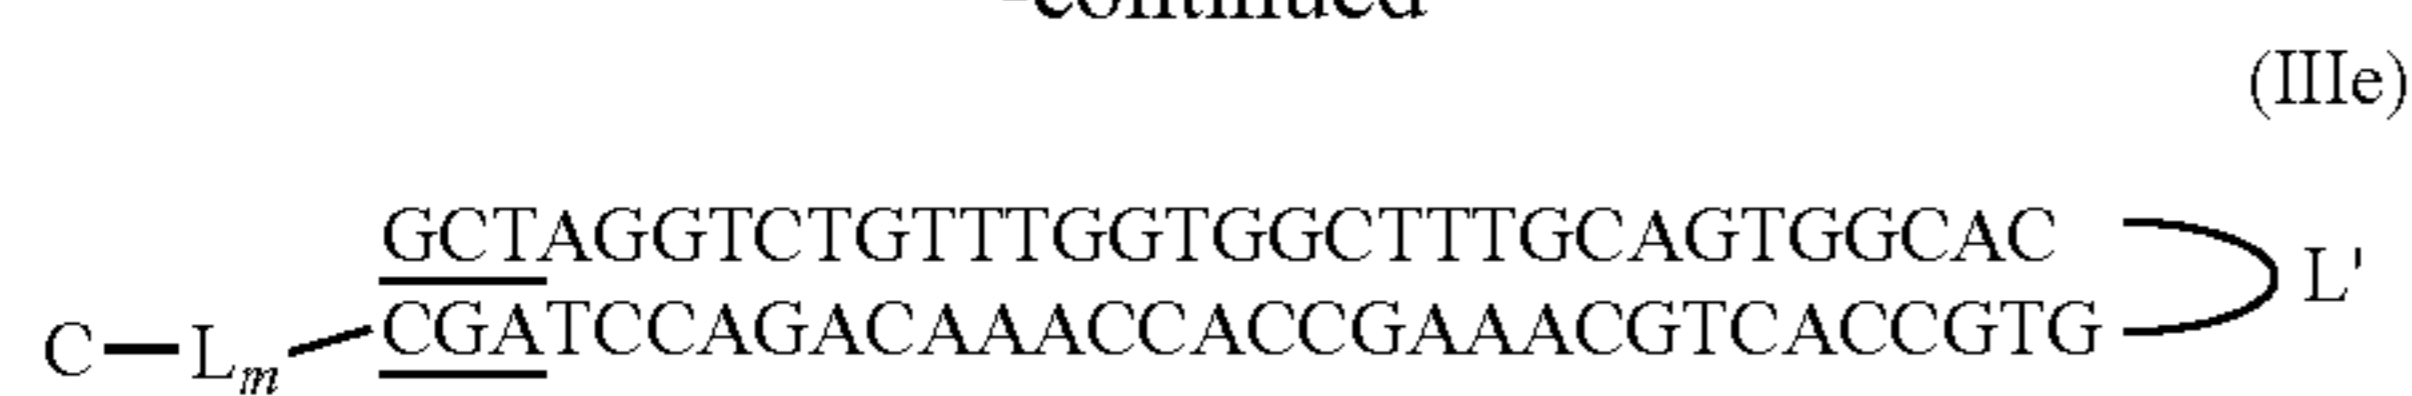 -continued
(IIIe)
GCTAGGTCTGTTTGGTGGCTTTGCAGTGGCAC
L'
C—Lm CGATCCAGACAAACCACCGAAACGTCACCGTG